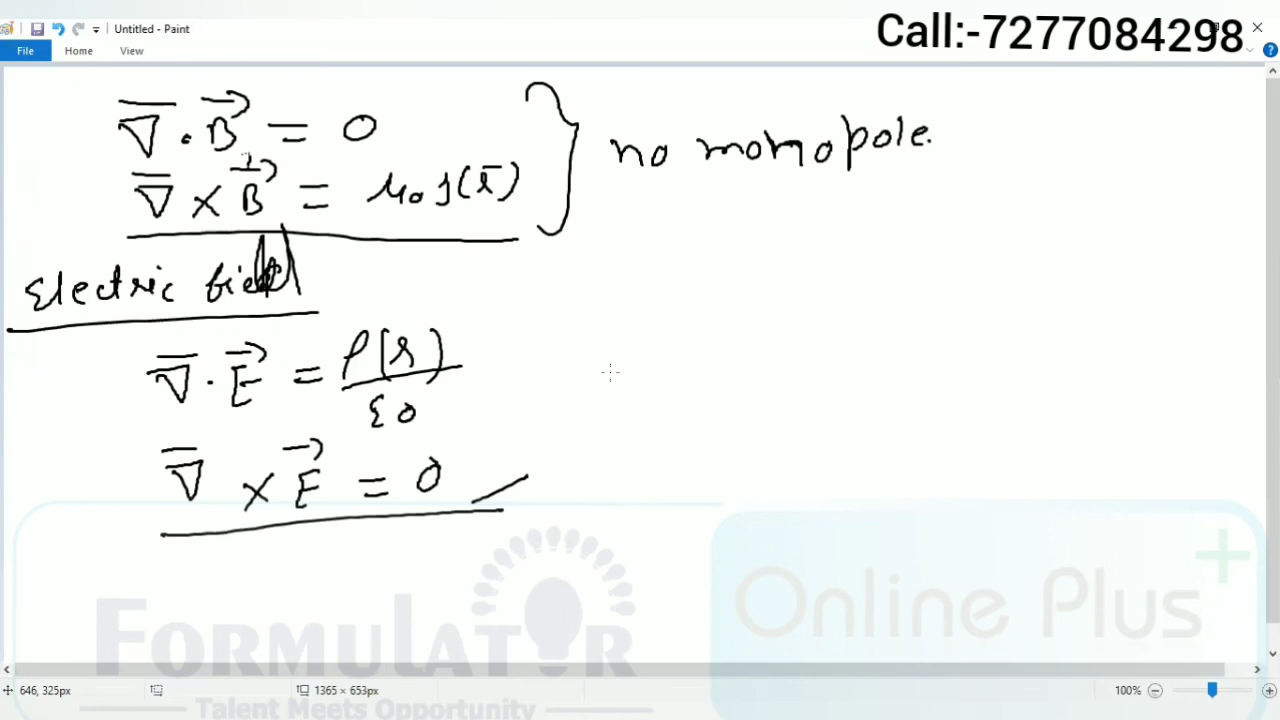 Untitled - Paint
Call:-7277084298
File Home View
∇⃗ · B⃗ = 0
∇⃗ × B⃗ = μ₀ J(r̄)
no monopole.
Electric field
∇⃗ · E⃗ = ρ(r)/ε₀
∇⃗ × E⃗ = 0
FORMULATOR
Talent Meets Opportunity
Online Plus+
646, 325px
1365 × 653px
100%